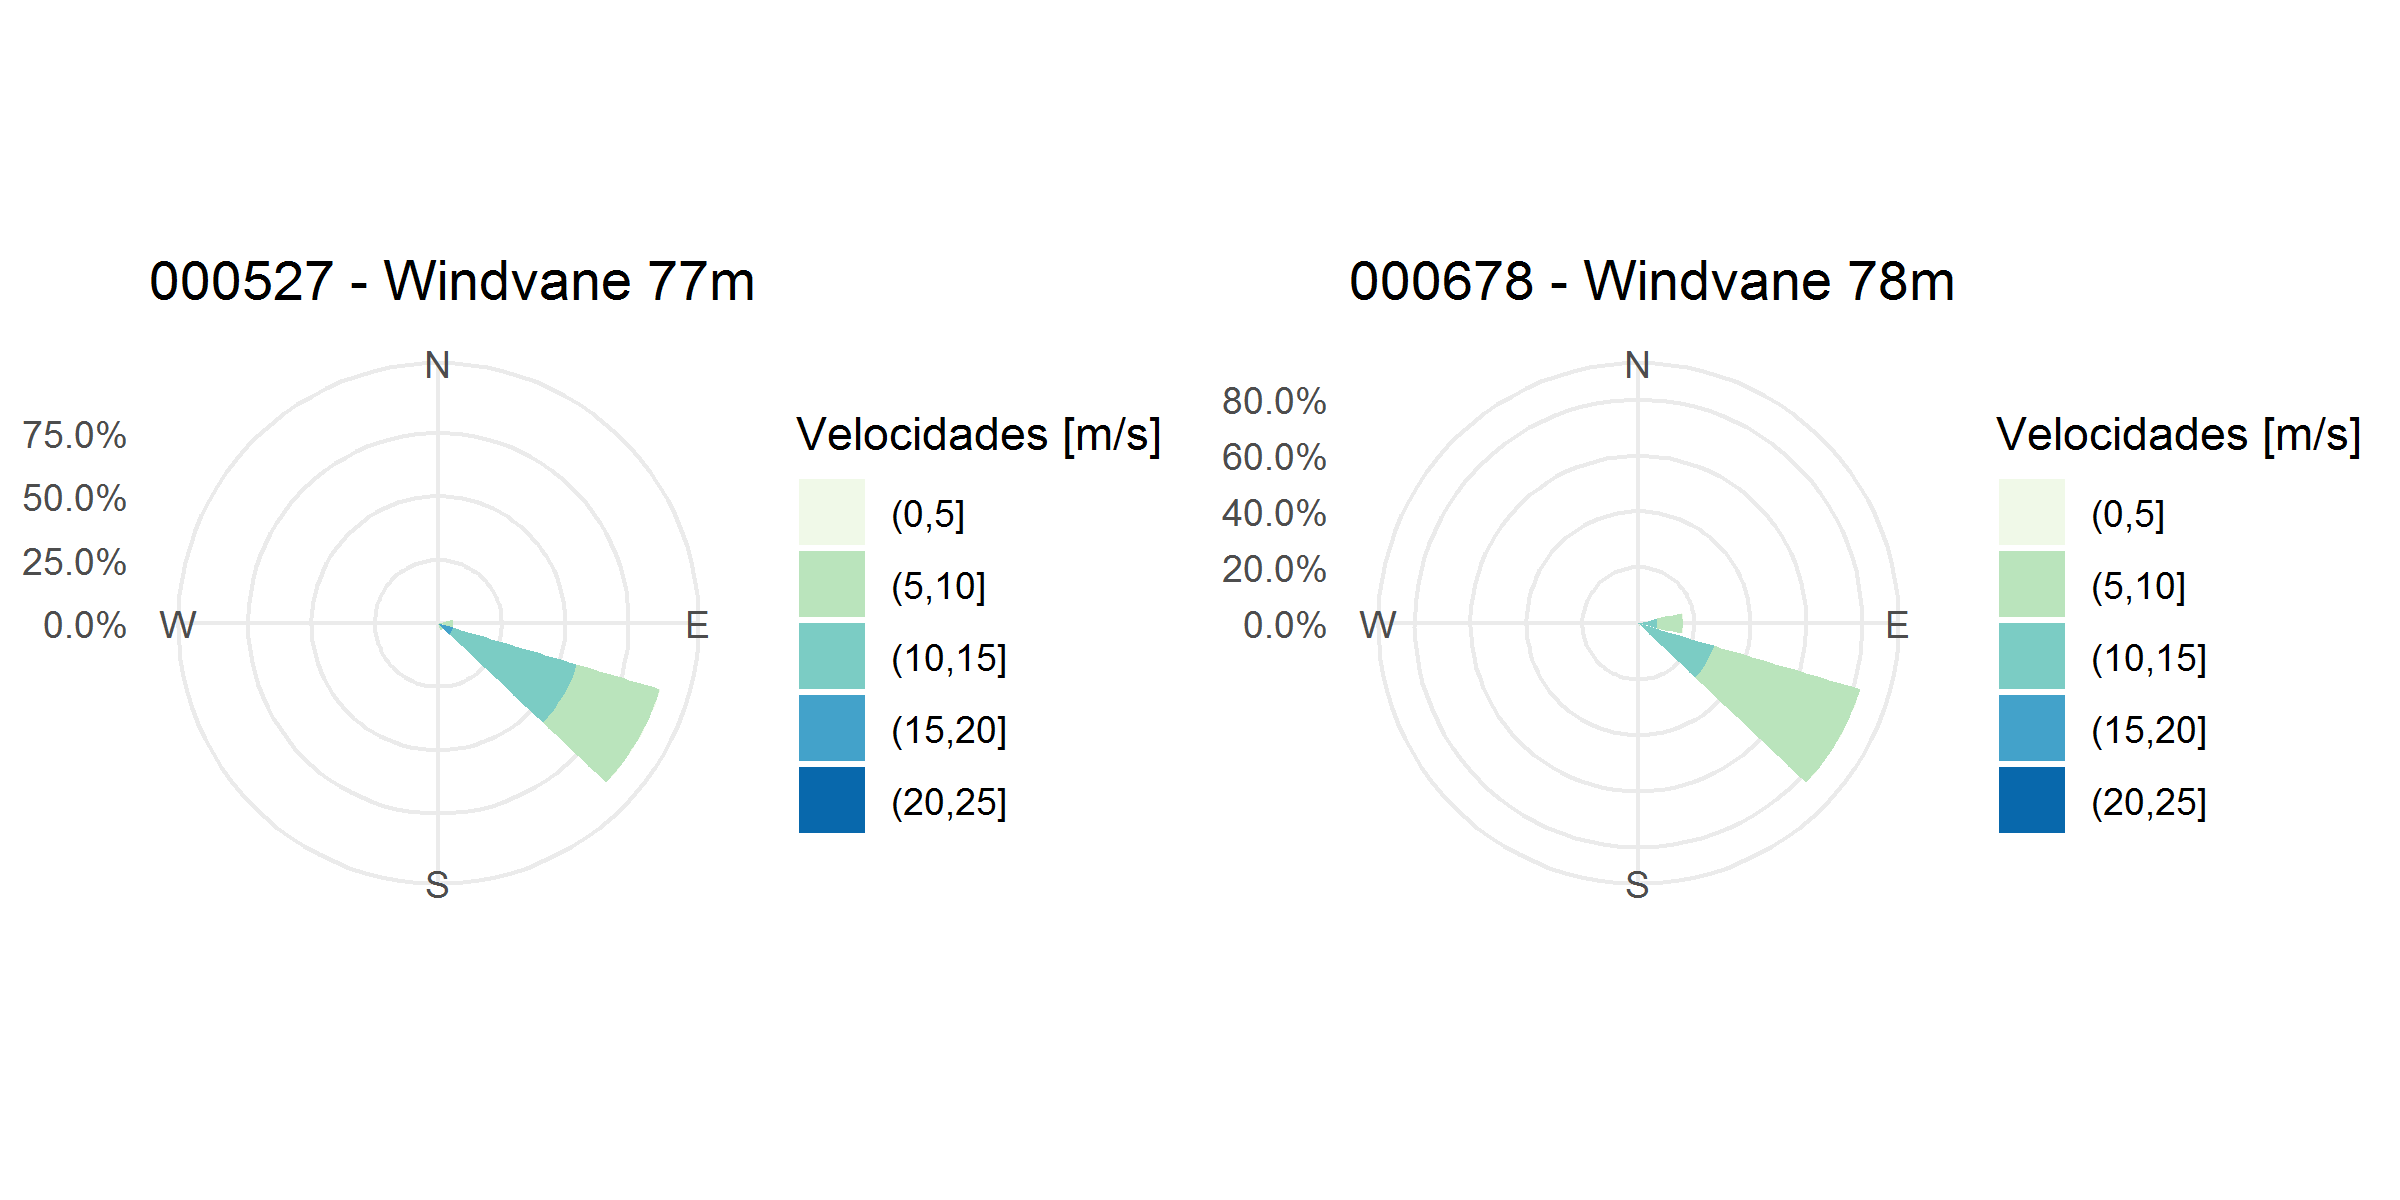 000527 - Windvane 77m
N
75.0%
50.0%
25.0%
0.0%
W
E
S
Velocidades [m/s]
(0,5]
(5,10]
(10,15]
(15,20]
(20,25]
000678 - Windvane 78m
N
80.0%
60.0%
40.0%
20.0%
0.0%
W
E
S
Velocidades [m/s]
(0,5]
(5,10]
(10,15]
(15,20]
(20,25]